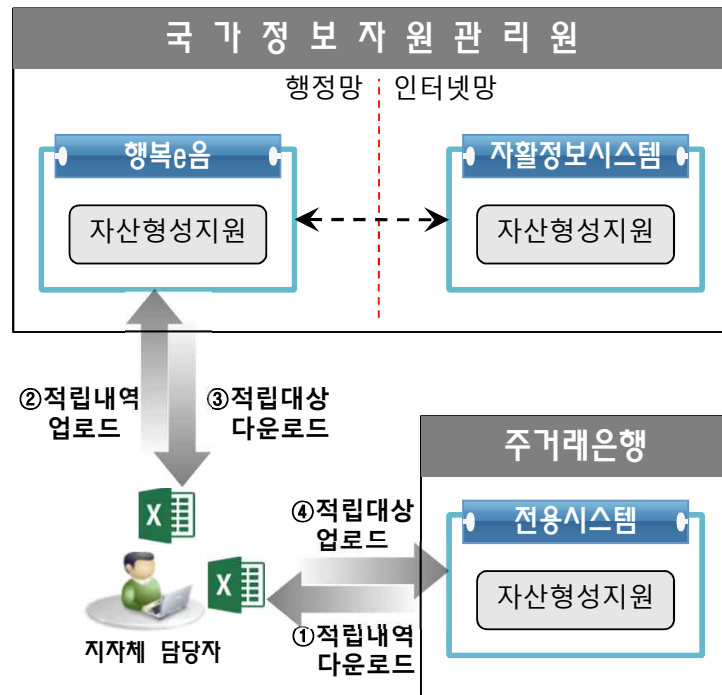 국 가 정 보 자 원 관 리 원
행정망 인터넷망
행복e음 자활정보시스템
자산형성지원 자산형성지원
②적립내역
업로드
③적립대상
다운로드
주거래은행
전용시스템
자산형성지원
④적립대상
업로드
①적립내역
다운로드
X
X
지자체 담당자